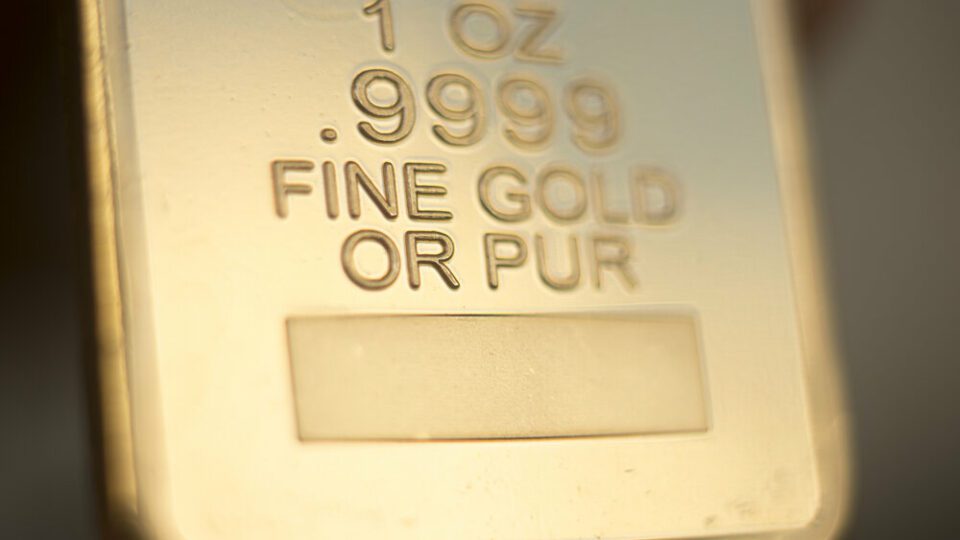 1 OZ
.9999
FINE GOLD
OR PUR